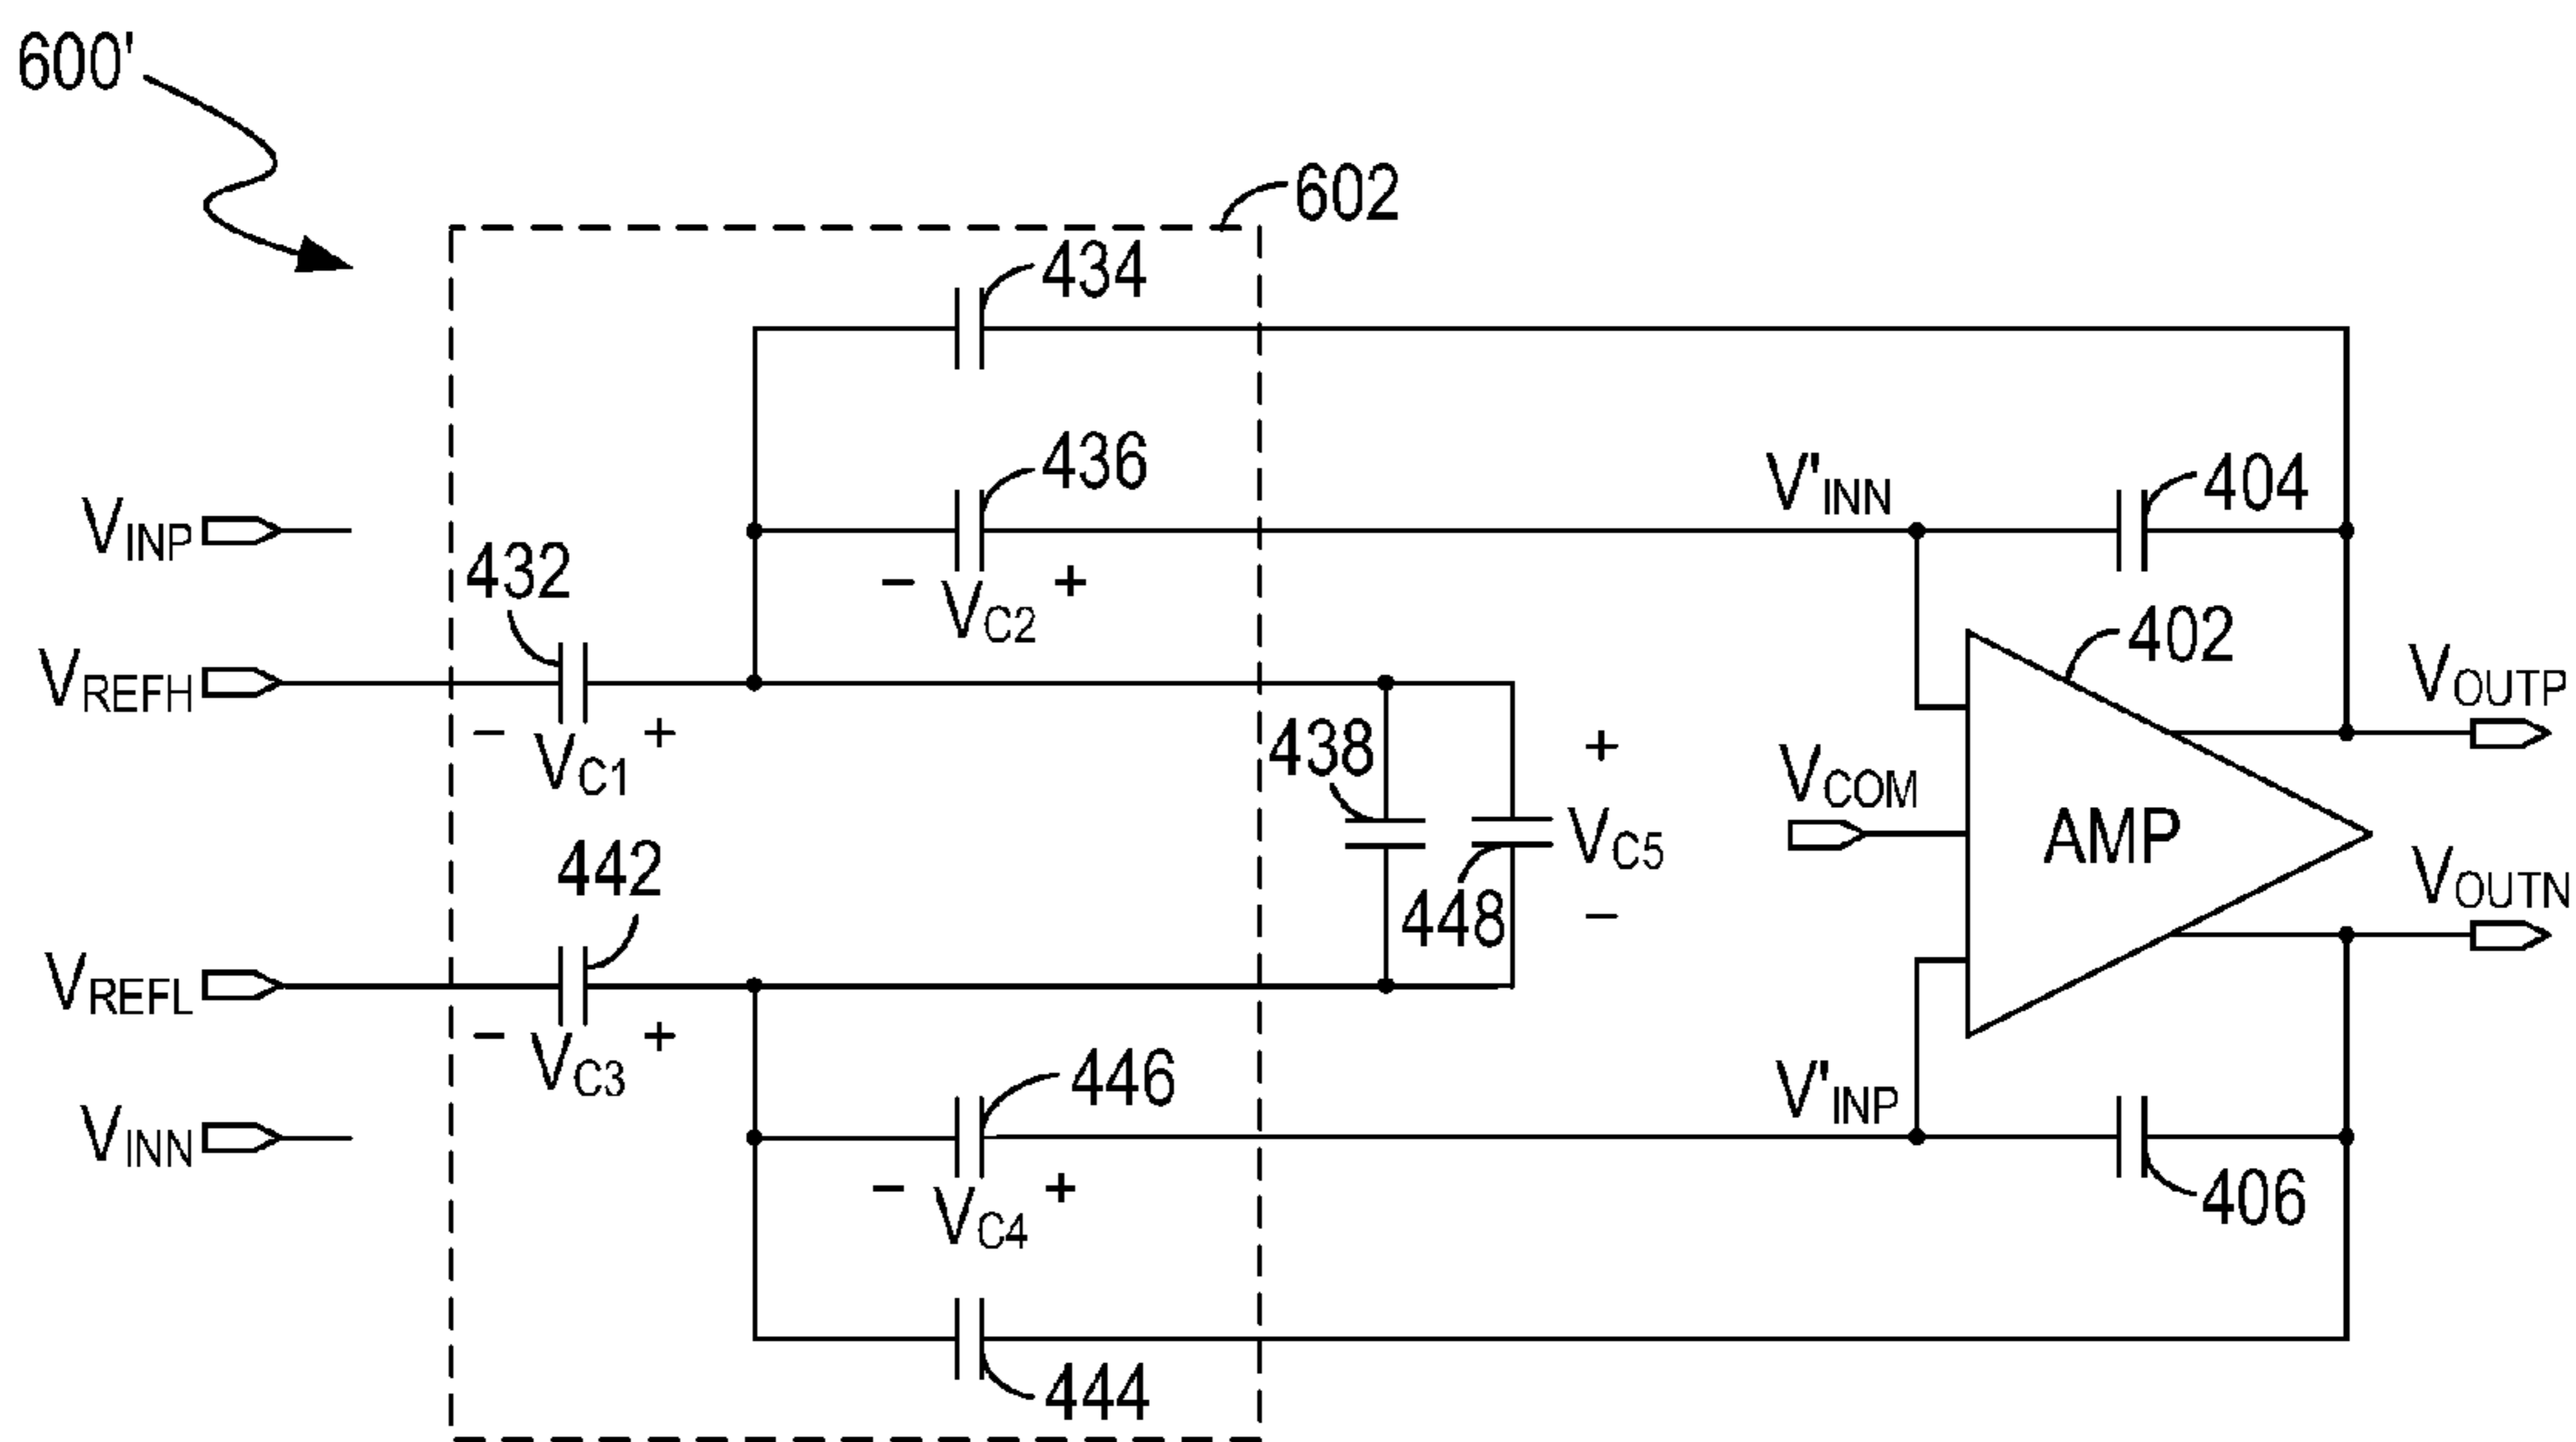 600'
602
434
436
V'INN
404
VINP
432
VC2
402
VREFH
VOUTP
VC1
438
+
VCOM
VC5
AMP
442
448
VOUTN
VREFL
VC3
446
V'INP
VINN
VC4
406
444